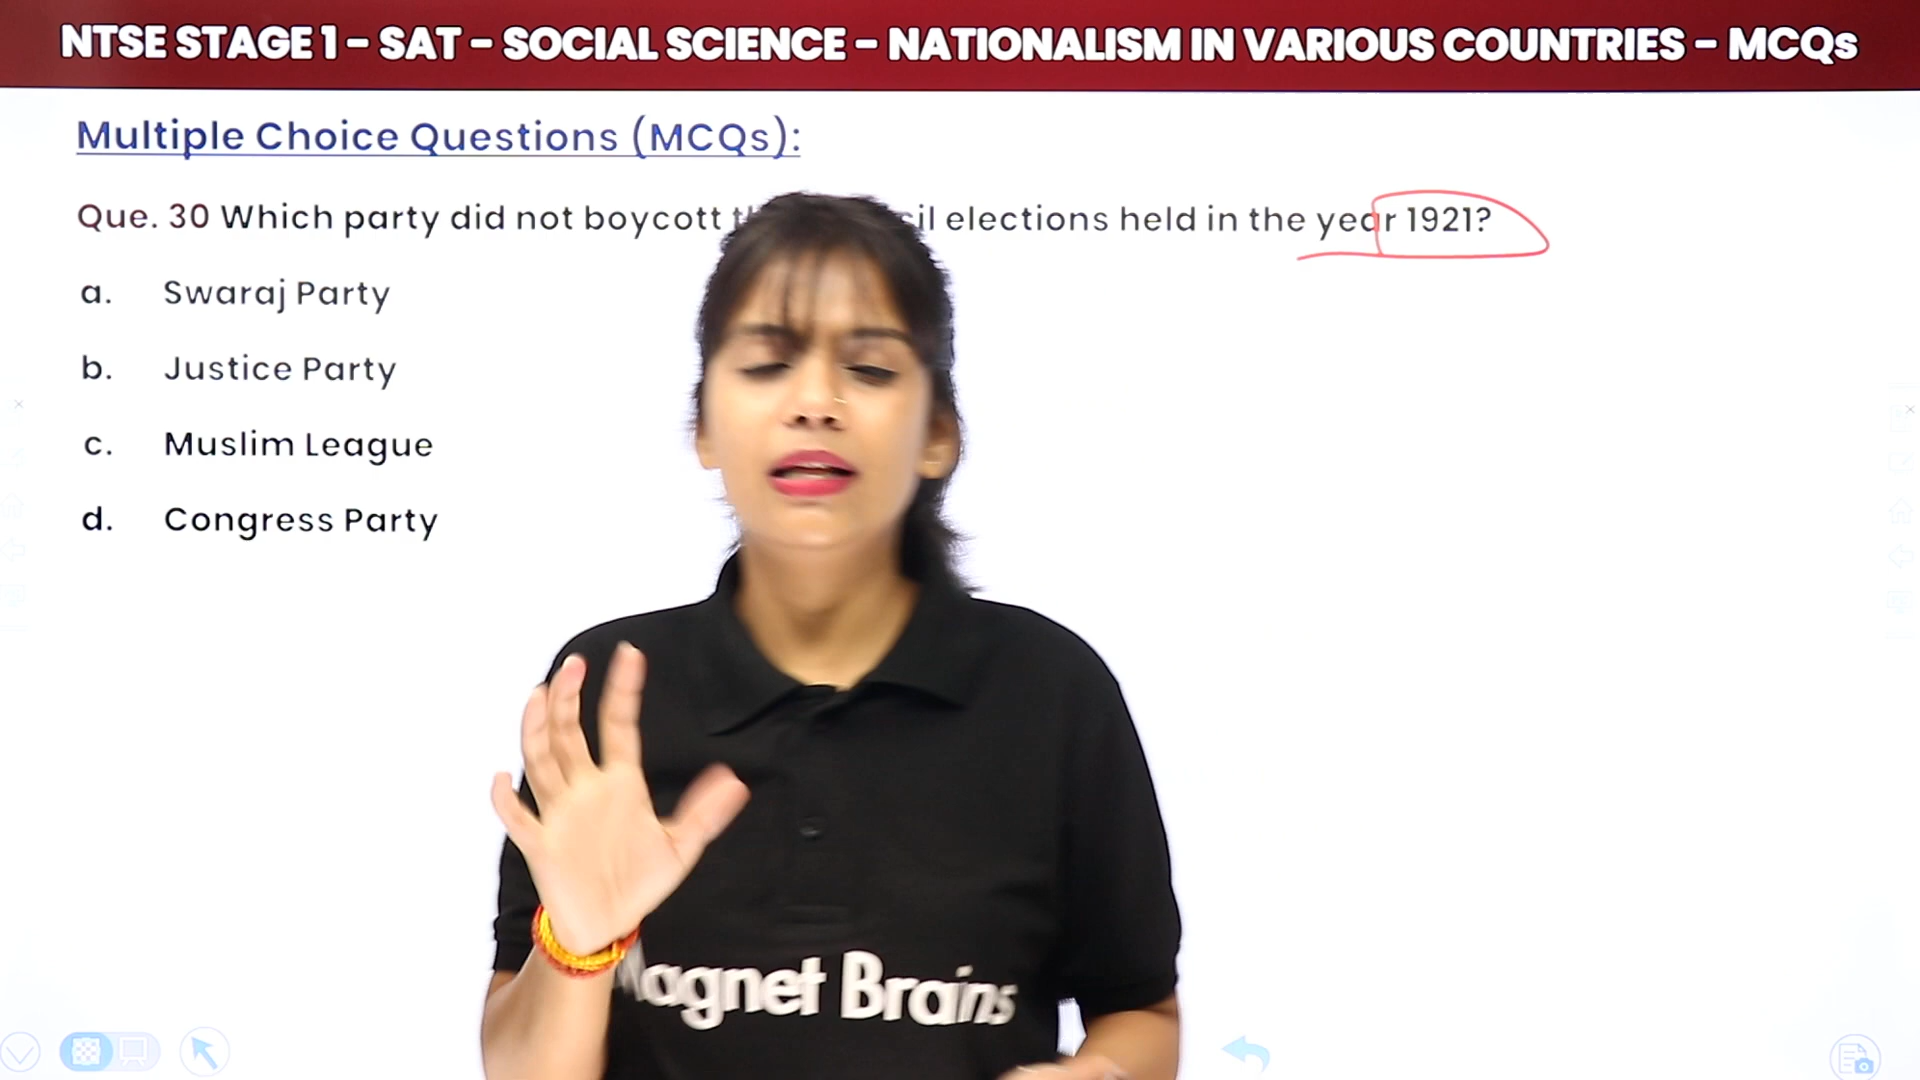 NTSE STAGE 1 – SAT – SOCIAL SCIENCE – NATIONALISM IN VARIOUS COUNTRIES – MCQs
Multiple Choice Questions (MCQs):
Que. 30 Which party did not boycott elections held in the year 1921?
a. Swaraj Party
b. Justice Party
c. Muslim League
d. Congress Party
Magnet Brains